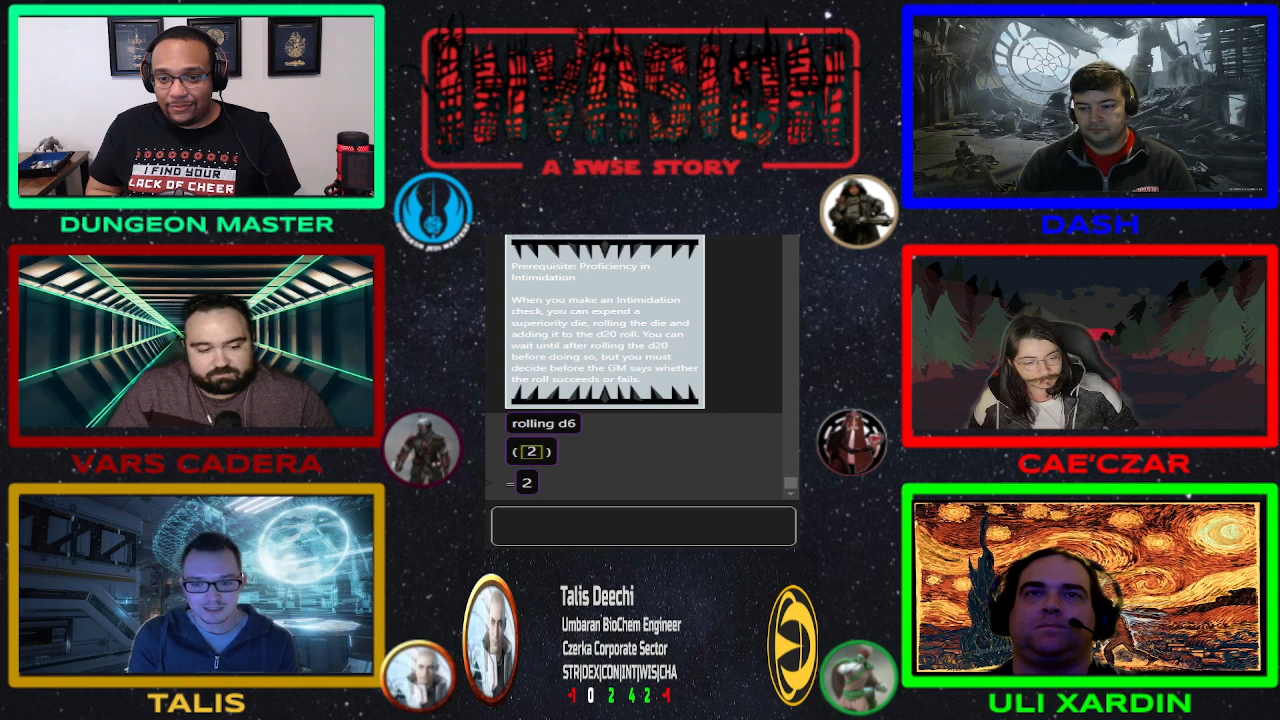 INVASION
A SWSE STORY
I FIND YOUR
LACK OF CHEER
DUNGEON MASTER
DASH
VARS CADERA
CAE'CZAR
TALIS
ULI XARDIN
Prerequisite: Proficiency in
Intimidation
When you make an Intimidation
check, you can expend a
superiority die, rolling the die and
adding it to the d20 roll. You can
wait until after rolling the d20
before doing so, but you must
decide before the GM says whether
the roll succeeds or fails.
rolling d6
(2)
=2
Talis Deechi
Umbaran BioChem Engineer
Czerka Corporate Sector
STR|DEX|CON|INT|WIS|CHA
-1 0 2 4 2 -1